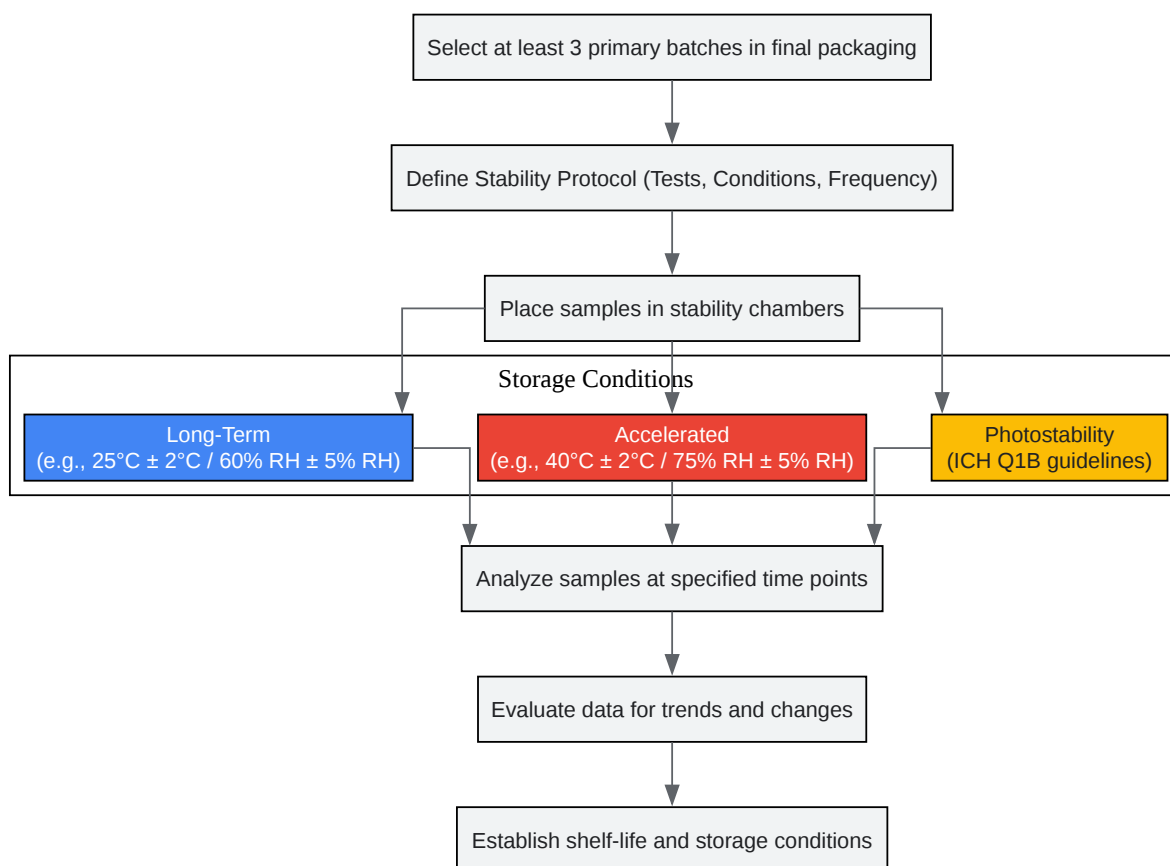 Select at least 3 primary batches in final packaging
Define Stability Protocol (Tests, Conditions, Frequency)
Place samples in stability chambers
Storage Conditions
Long-Term
(e.g., 25°C ± 2°C / 60% RH ± 5% RH)
Accelerated
(e.g., 40°C ± 2°C / 75% RH ± 5% RH)
Photostability
(ICH Q1B guidelines)
Analyze samples at specified time points
Evaluate data for trends and changes
Establish shelf-life and storage conditions